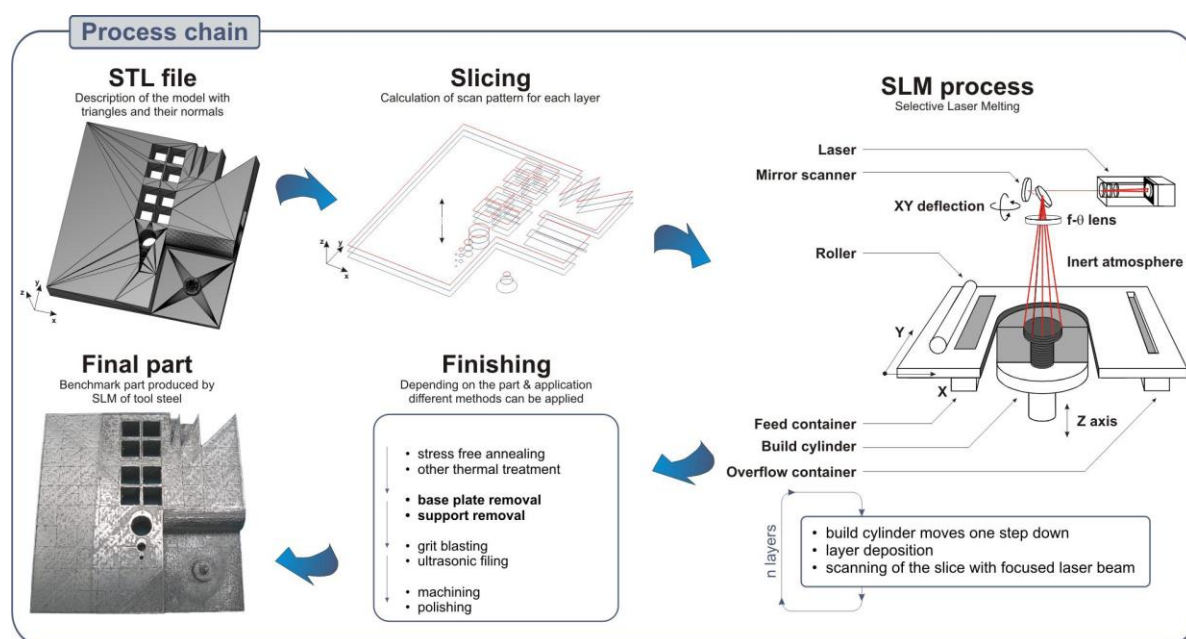 Process chain
STL file
Description of the model with
triangles and their normals
z
y
x
Slicing
Calculation of scan pattern for each layer
z
y
x
SLM process
Selective Laser Melting
Laser
Mirror scanner
XY deflection
f-θ lens
Inert atmosphere
Roller
Y
X
Z axis
Feed container
Build cylinder
Overflow container
n layers
• build cylinder moves one step down
• layer deposition
• scanning of the slice with focused laser beam
Finishing
Depending on the part & application
different methods can be applied
• stress free annealing
• other thermal treatment
• base plate removal
• support removal
• grit blasting
• ultrasonic filing
• machining
• polishing
Final part
Benchmark part produced by
SLM of tool steel